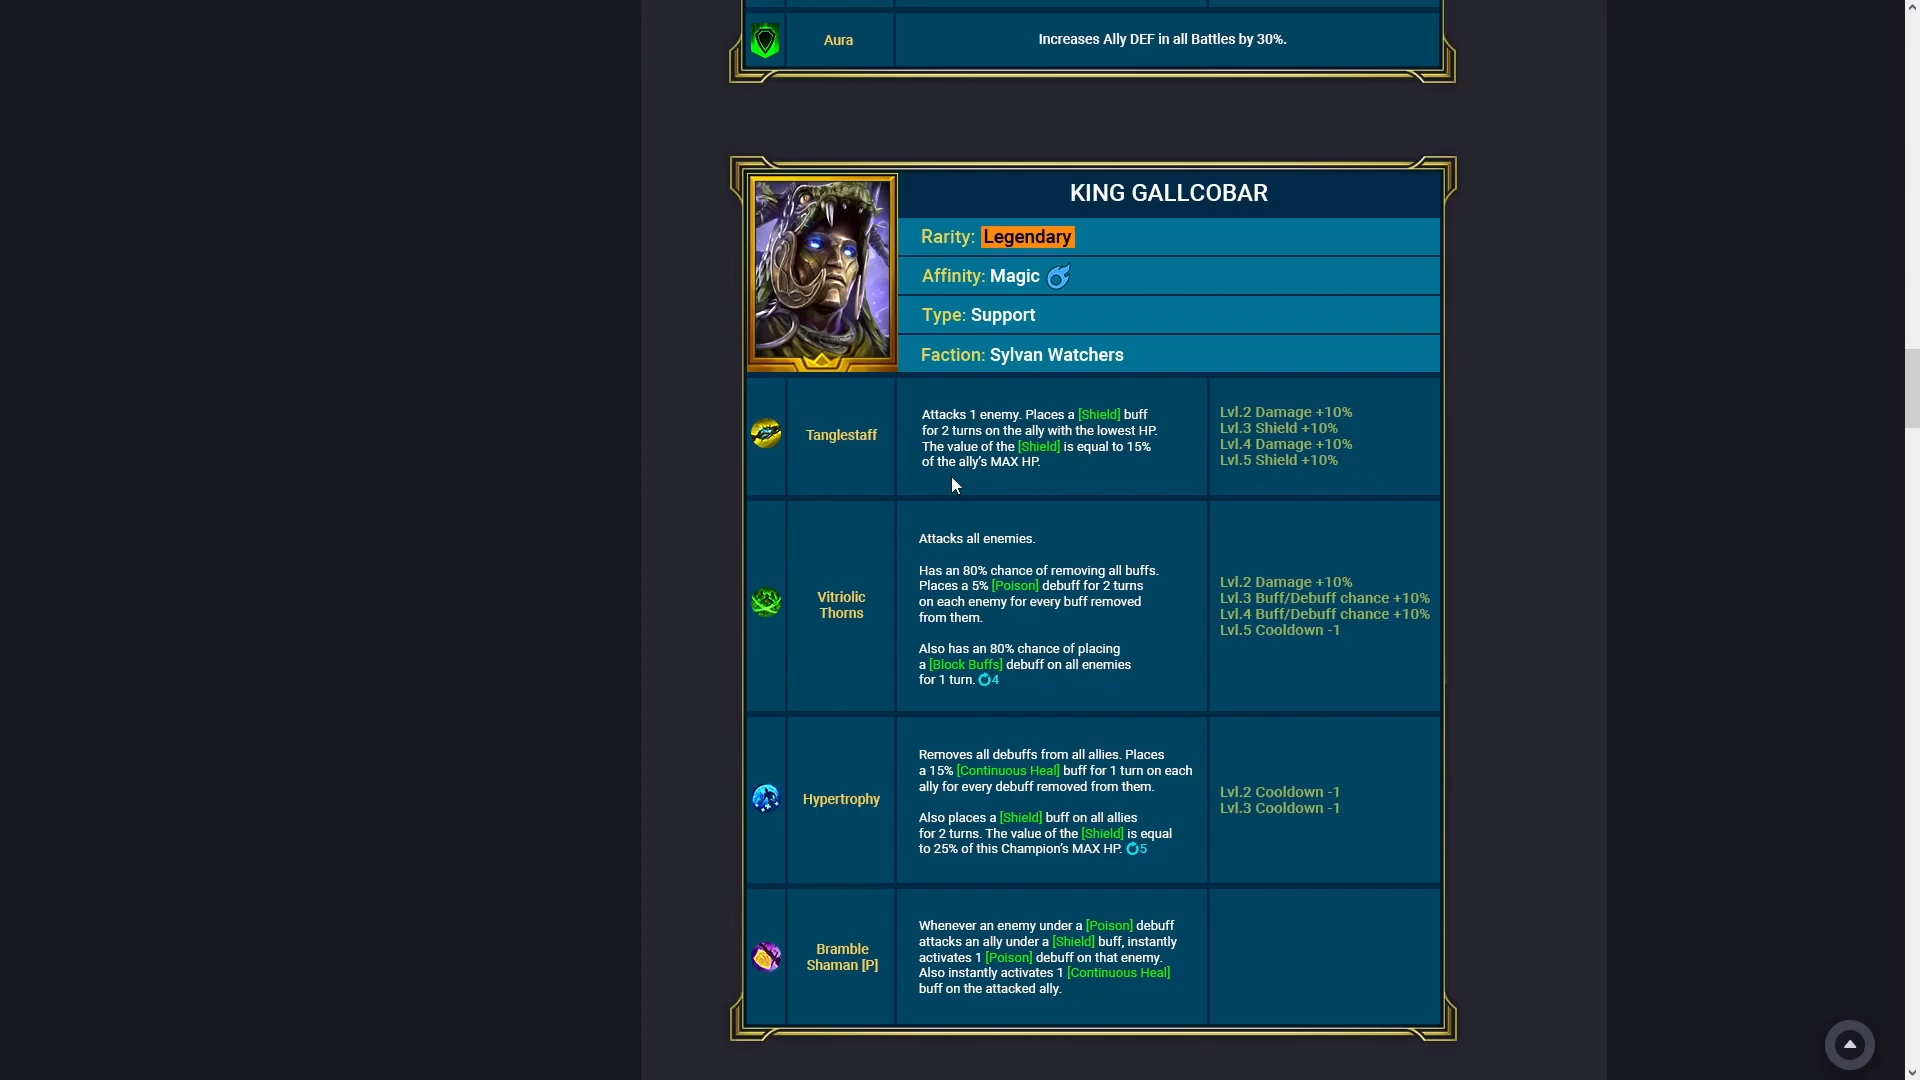 Aura
Increases Ally DEF in all Battles by 30%.
KING GALLCOBAR
Rarity: Legendary
Affinity: Magic
Type: Support
Faction: Sylvan Watchers
Tanglestaff
Attacks 1 enemy. Places a [Shield] buff
for 2 turns on the ally with the lowest HP.
The value of the [Shield] is equal to 15%
of the ally's MAX HP.
Lvl.2 Damage +10%
Lvl.3 Shield +10%
Lvl.4 Damage +10%
Lvl.5 Shield +10%
Vitriolic
Thorns
Attacks all enemies.
Has an 80% chance of removing all buffs.
Places a 5% [Poison] debuff for 2 turns
on each enemy for every buff removed
from them.
Also has an 80% chance of placing
a [Block Buffs] debuff on all enemies
for 1 turn. 4
Lvl.2 Damage +10%
Lvl.3 Buff/Debuff chance +10%
Lvl.4 Buff/Debuff chance +10%
Lvl.5 Cooldown -1
Hypertrophy
Removes all debuffs from all allies. Places
a 15% [Continuous Heal] buff for 1 turn on each
ally for every debuff removed from them.
Also places a [Shield] buff on all allies
for 2 turns. The value of the [Shield] is equal
to 25% of this Champion's MAX HP. 5
Lvl.2 Cooldown -1
Lvl.3 Cooldown -1
Bramble
Shaman [P]
Whenever an enemy under a [Poison] debuff
attacks an ally under a [Shield] buff, instantly
activates 1 [Poison] debuff on that enemy.
Also instantly activates 1 [Continuous Heal]
buff on the attacked ally.